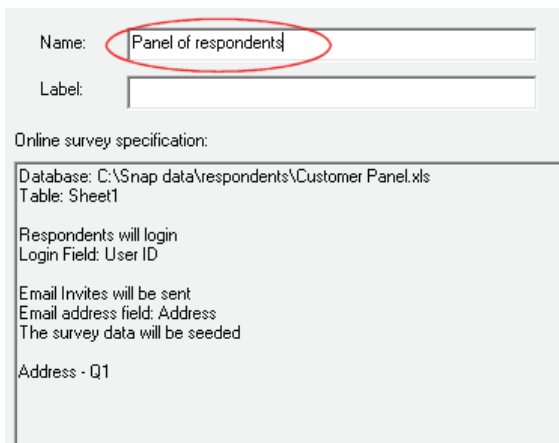 Name: Panel of respondents
Label:
Online survey specification:
Database: C:\Snap data\respondents\Customer Panel.xls
Table: Sheet1
Respondents will login
Login Field: User ID
Email Invites will be sent
Email address field: Address
The survey data will be seeded
Address - Q1